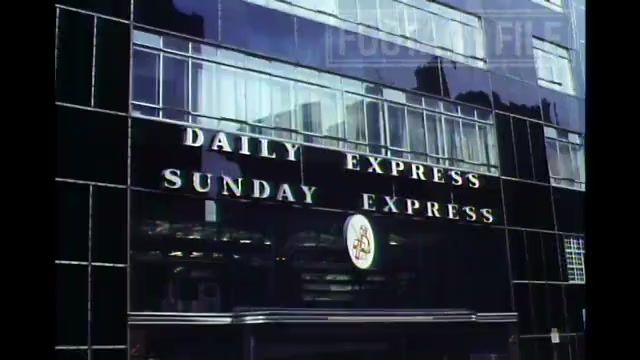 FOOTAGE FILE
DAILY EXPRESS
SUNDAY EXPRESS